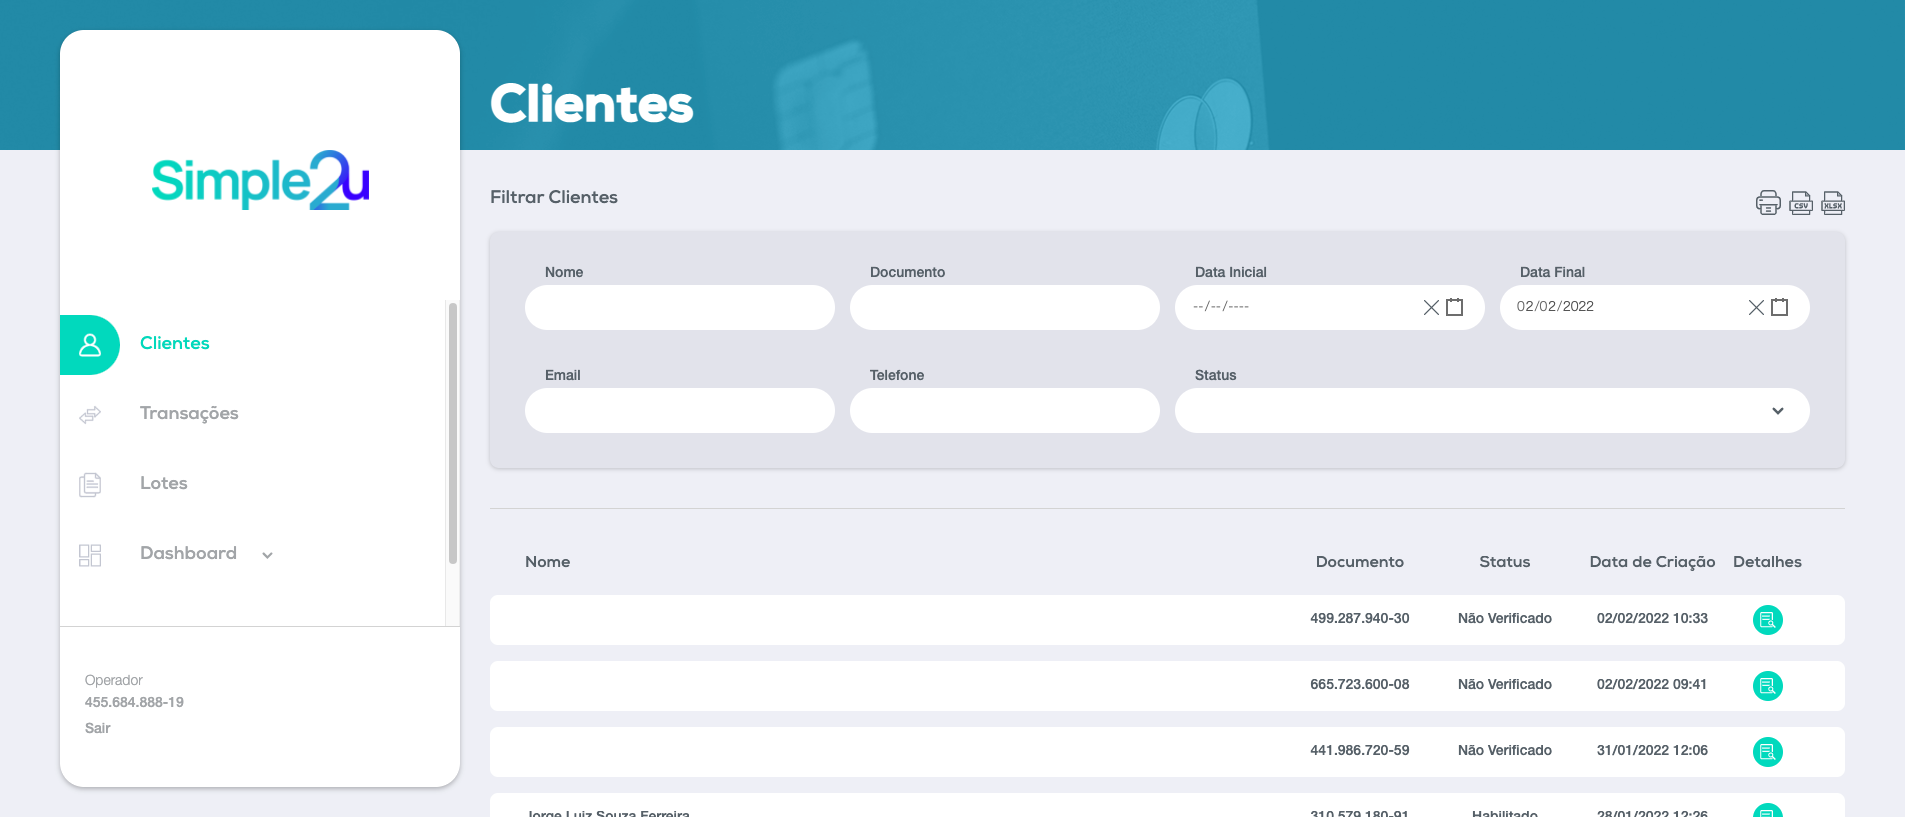 Clientes
Simple2u
Filtrar Clientes
CSV XLSX
Nome Documento Data Inicial Data Final
--/--/---- 02/02/2022
Email Telefone Status
Clientes
Transações
Lotes
Dashboard
Operador
455.684.888-19
Sair
Nome Documento Status Data de Criação Detalhes
499.287.940-30 Não Verificado 02/02/2022 10:33
665.723.600-08 Não Verificado 02/02/2022 09:41
441.986.720-59 Não Verificado 31/01/2022 12:06
Jorge Luiz Souza Ferreira 310.579.180-91 Habilitado 28/01/2022 12:26